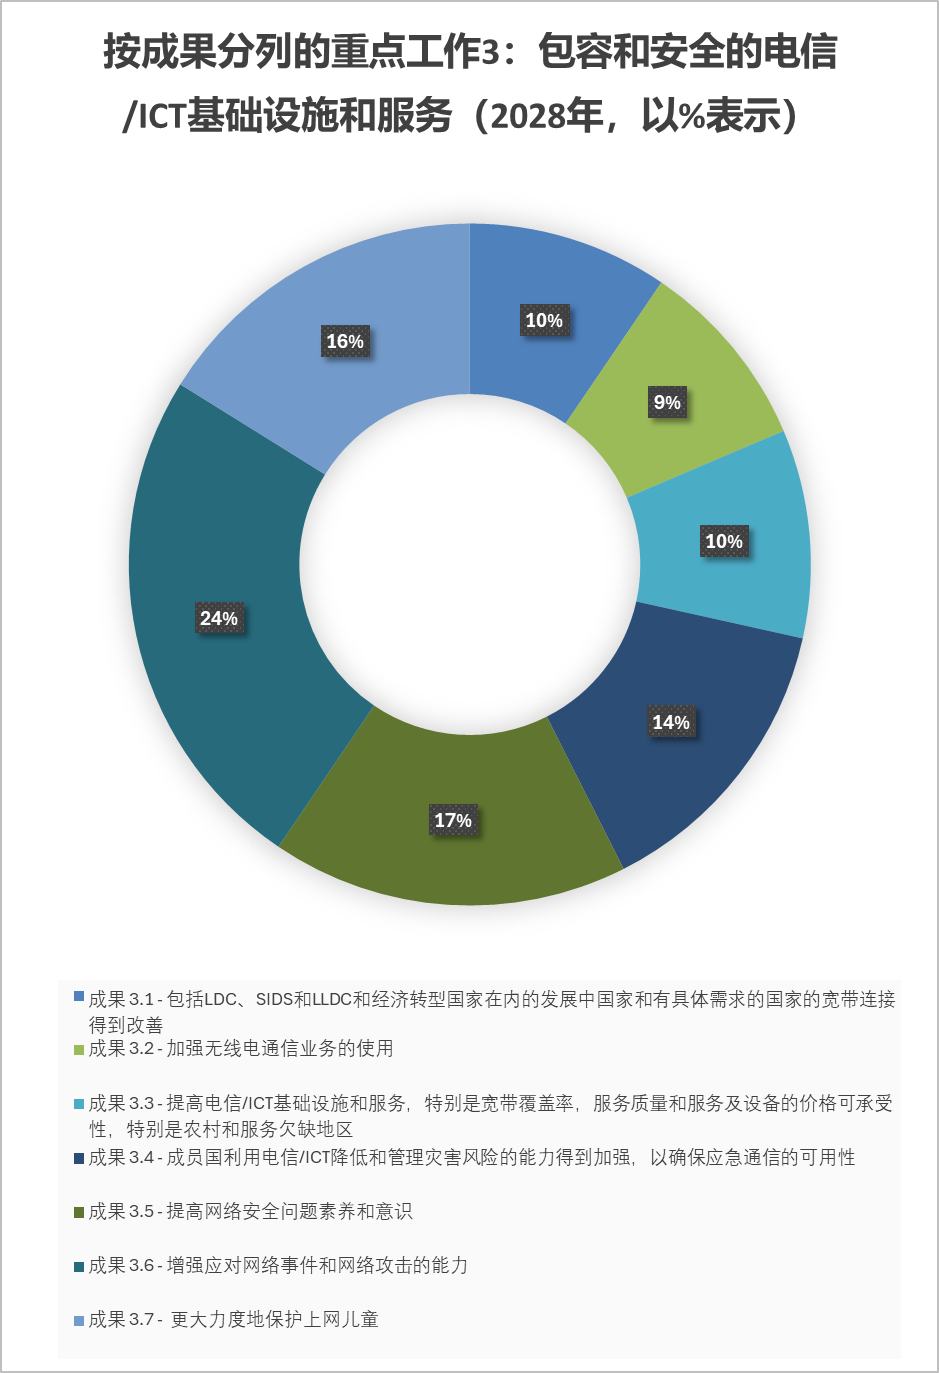 按成果分列的重点工作3：包容和安全的电信
/ICT基础设施和服务（2028年，以%表示）
10%
16%
9%
10%
24%
14%
17%
成果 3.1 - 包括LDC、SIDS和LLDC和经济转型国家在内的发展中国家和有具体需求的国家的宽带连接
得到改善
成果 3.2 - 加强无线电通信业务的使用
成果 3.3 - 提高电信/ICT基础设施和服务，特别是宽带覆盖率，服务质量和服务及设备的价格可承受
性，特别是农村和服务欠缺地区
成果 3.4 - 成员国利用电信/ICT降低和管理灾害风险的能力得到加强，以确保应急通信的可用性
成果 3.5 - 提高网络安全问题素养和意识
成果 3.6 - 增强应对网络事件和网络攻击的能力
成果 3.7 - 更大力度地保护上网儿童